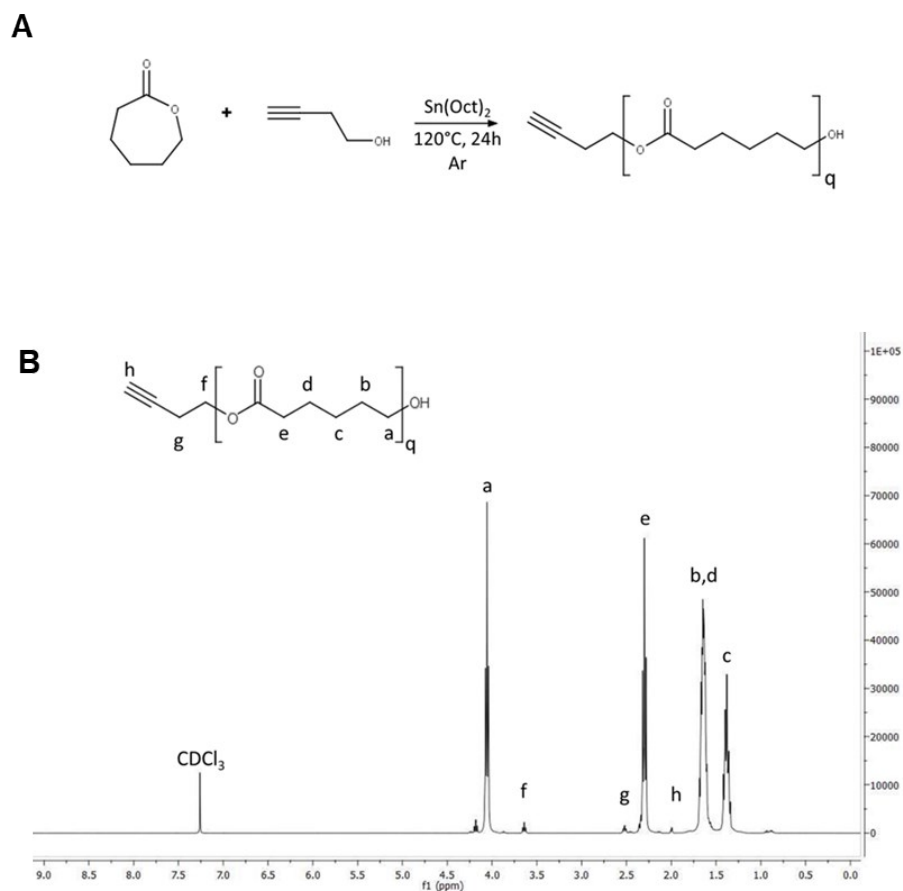 A
O
O
+
OH
Sn(Oct)₂
120°C, 24h
Ar
O
O
OH
q
B
h
f
O
d
b
OH
O
g
e
c
a
q
1E+05
90000
80000
a
70000
e
60000
b,d
50000
40000
c
30000
20000
CDCl₃
10000
f
g
h
0
9.0 8.5 8.0 7.5 7.0 6.5 6.0 5.5 5.0 4.5 4.0 3.5 3.0 2.5 2.0 1.5 1.0 0.5 0.0
f1 (ppm)